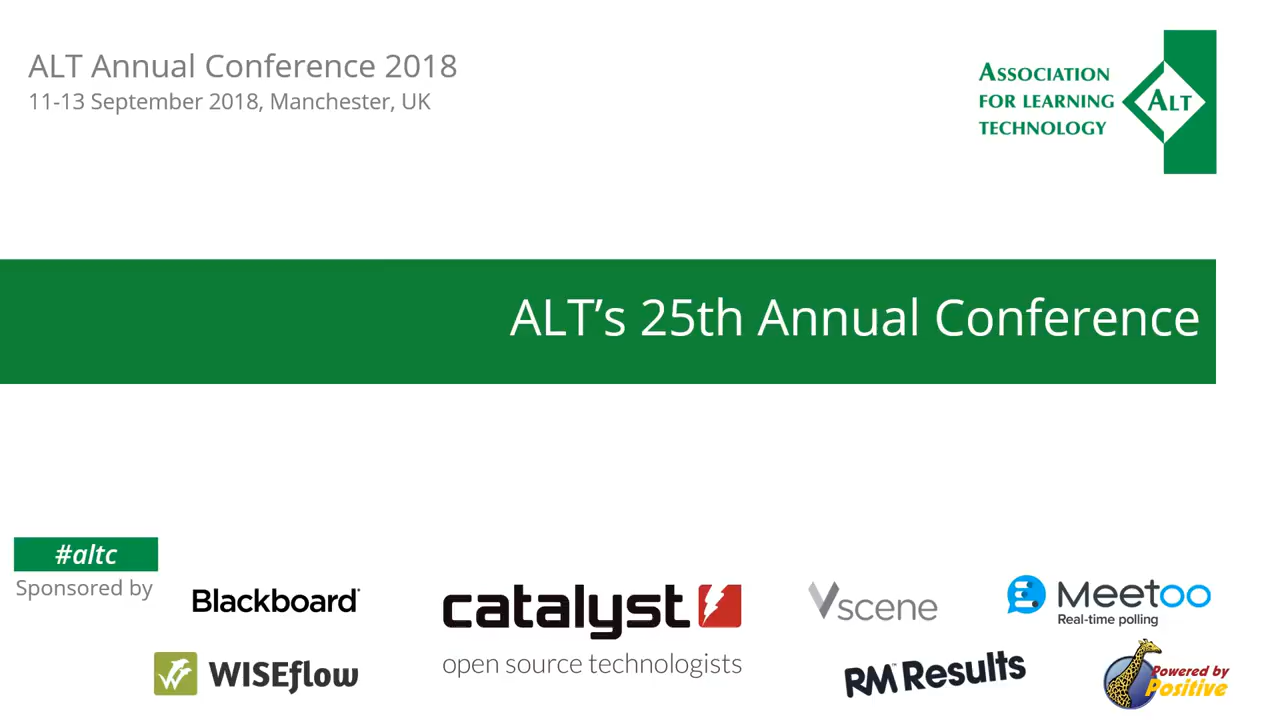 ALT Annual Conference 2018
11-13 September 2018, Manchester, UK
ASSOCIATION
FOR LEARNING
TECHNOLOGY
ALT
ALT’s 25th Annual Conference
#altc
Sponsored by
Blackboard
catalyst
open source technologists
Vscene
Meetoo
Real-time polling
WISEflow
RM Results
Powered by
Positive